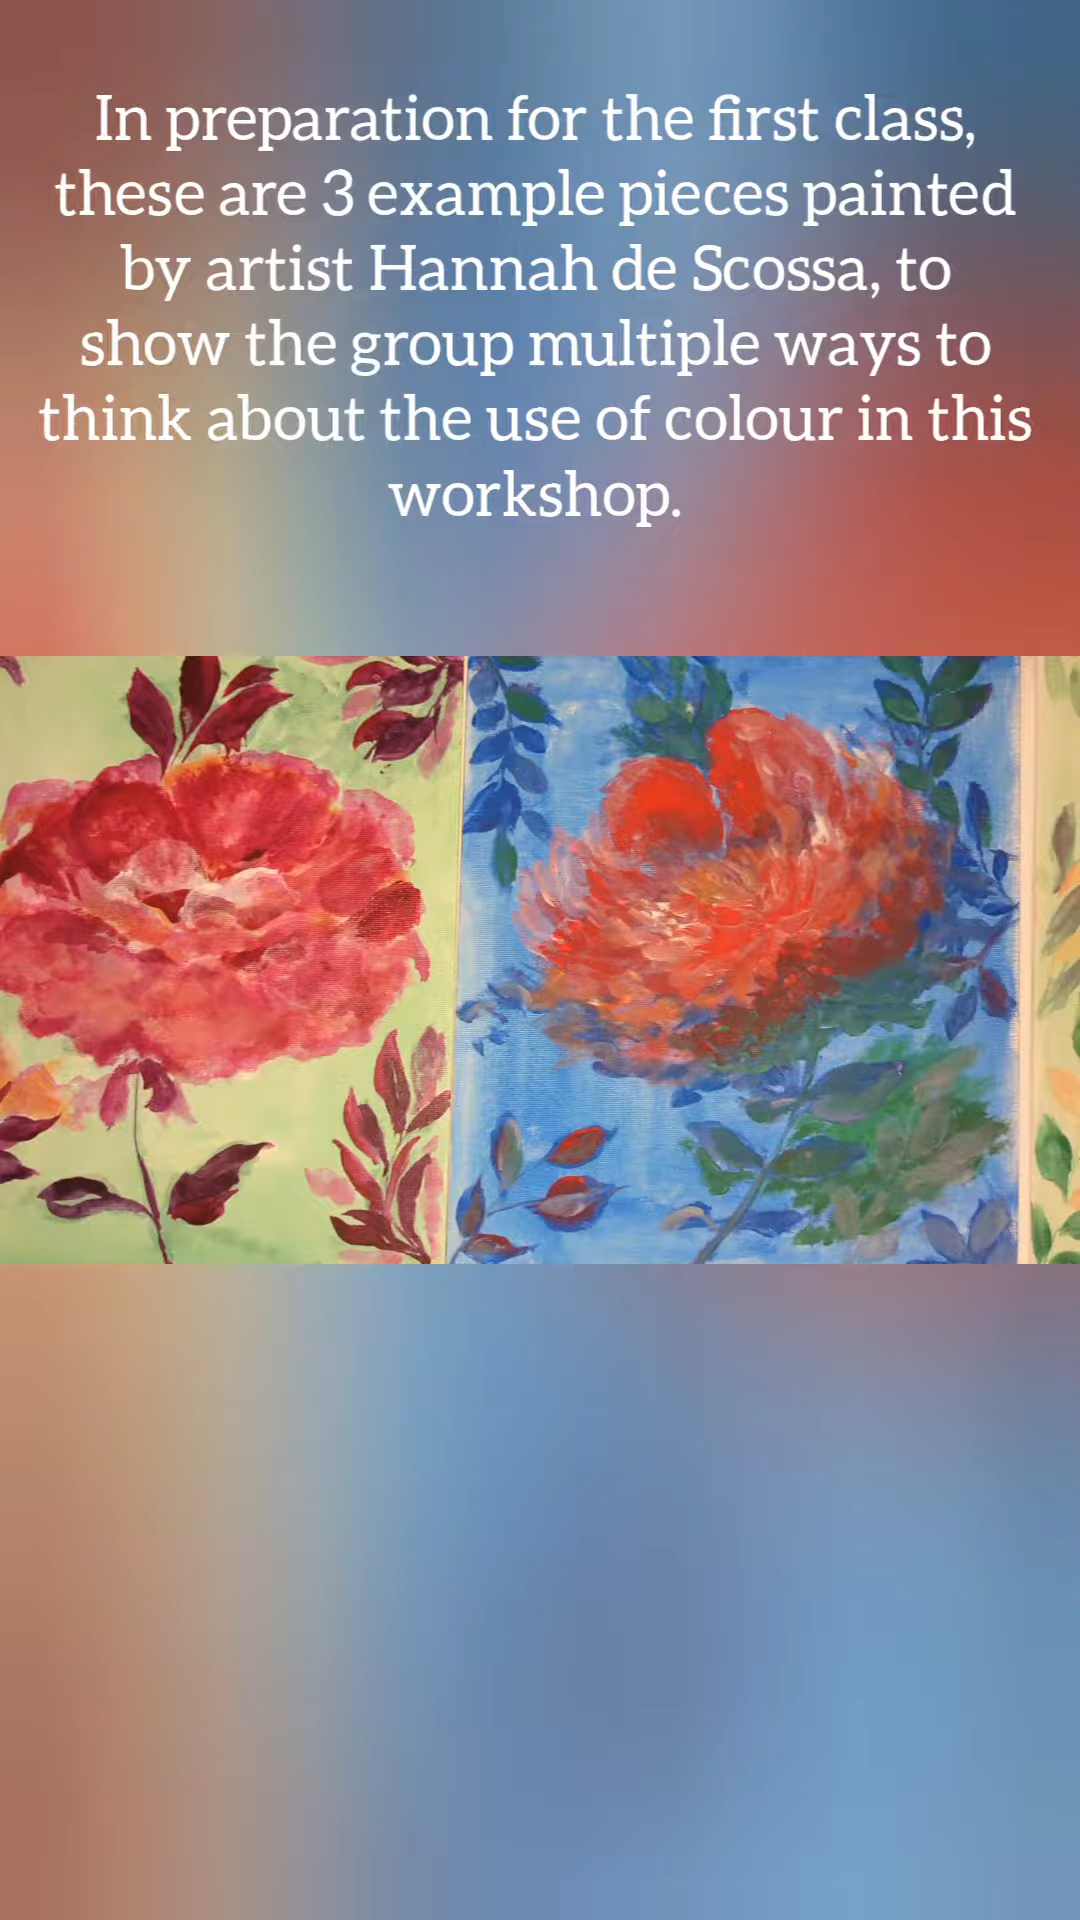 In preparation for the first class,
these are 3 example pieces painted
by artist Hannah de Scossa, to
show the group multiple ways to
think about the use of colour in this
workshop.